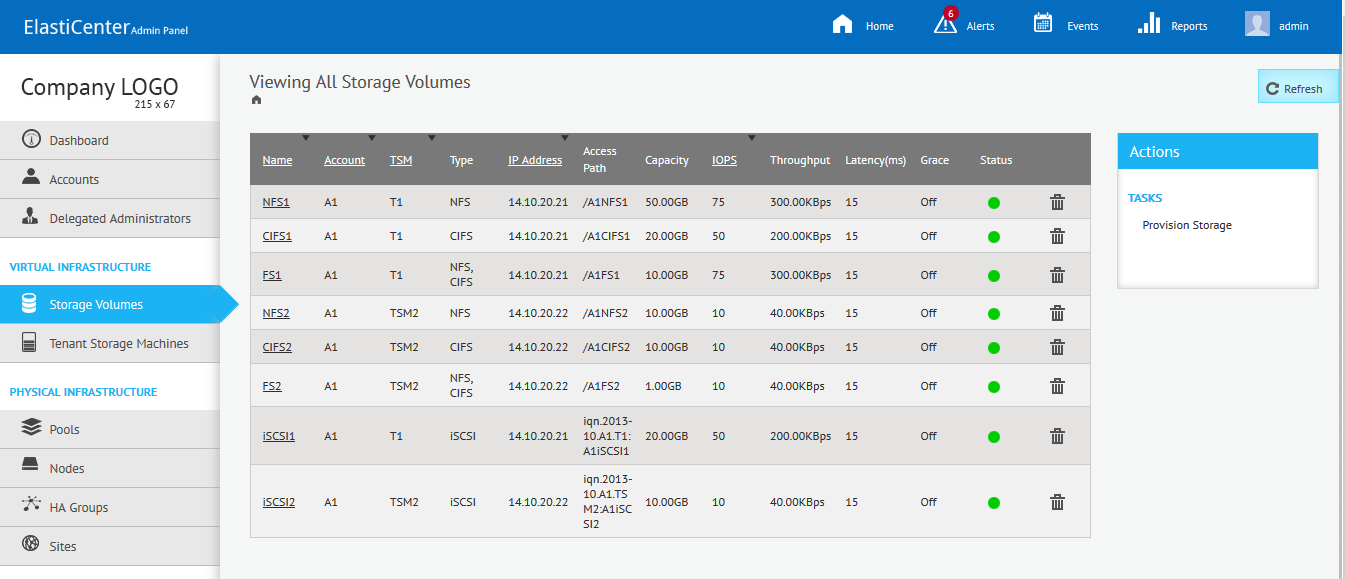 ElastiCenter Admin Panel
Home
6
Alerts
Events
Reports
admin
Company LOGO
215 x 67
Dashboard
Accounts
Delegated Administrators
VIRTUAL INFRASTRUCTURE
Storage Volumes
Tenant Storage Machines
PHYSICAL INFRASTRUCTURE
Pools
Nodes
HA Groups
Sites
Viewing All Storage Volumes
Refresh
Name Account TSM Type IP Address Access Path Capacity IOPS Throughput Latency(ms) Grace Status
NFS1 A1 T1 NFS 14.10.20.21 /A1NFS1 50.00GB 75 300.00KBps 15 Off
CIFS1 A1 T1 CIFS 14.10.20.21 /A1CIFS1 20.00GB 50 200.00KBps 15 Off
FS1 A1 T1 NFS, CIFS 14.10.20.21 /A1FS1 10.00GB 75 300.00KBps 15 Off
NFS2 A1 TSM2 NFS 14.10.20.22 /A1NFS2 10.00GB 10 40.00KBps 15 Off
CIFS2 A1 TSM2 CIFS 14.10.20.22 /A1CIFS2 10.00GB 10 40.00KBps 15 Off
FS2 A1 TSM2 NFS, CIFS 14.10.20.22 /A1FS2 1.00GB 10 40.00KBps 15 Off
iSCSI1 A1 T1 iSCSI 14.10.20.21 iqn.2013-10.A1.T1:A1iSCSI1 20.00GB 50 200.00KBps 15 Off
iSCSI2 A1 TSM2 iSCSI 14.10.20.22 iqn.2013-10.A1.TSM2:A1iSCSI2 10.00GB 10 40.00KBps 15 Off
Actions
TASKS
Provision Storage